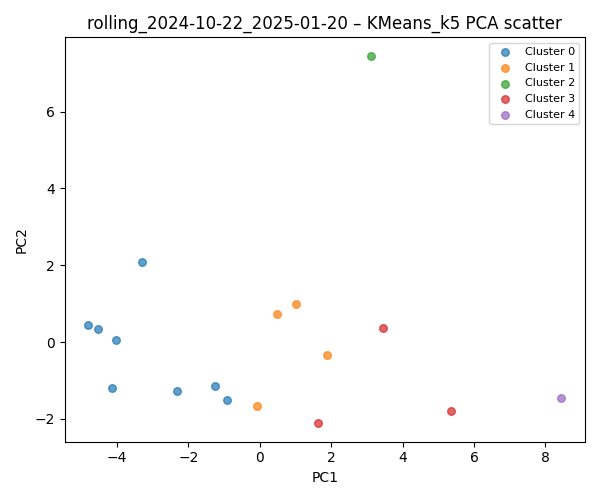 rolling_2024-10-22_2025-01-20 – KMeans_k5 PCA scatter
Cluster 0
Cluster 1
Cluster 2
Cluster 3
Cluster 4
PC2
6
4
2
0
−2
−4 −2 0 2 4 6 8
PC1